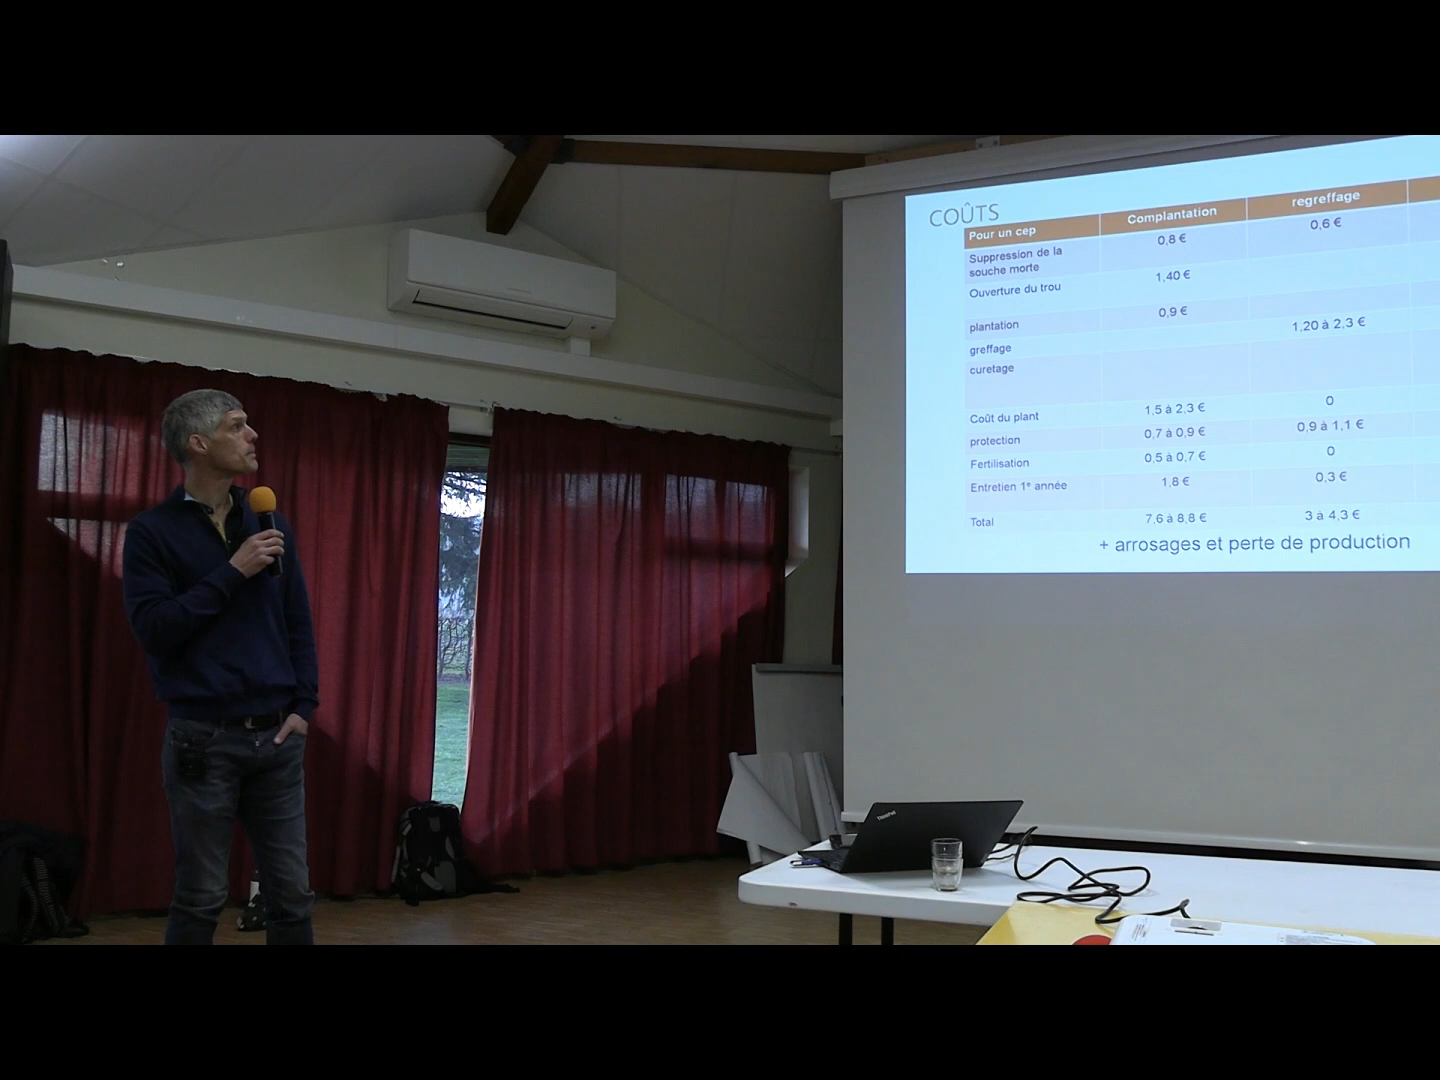 COÛTS
Pour un cep Complantation regreffage
Suppression de la souche morte 0,8 € 0,6 €
Ouverture du trou 1,40 €
plantation 0,9 €
greffage 1,20 à 2,3 €
curetage
Coût du plant 1,5 à 2,3 € 0
protection 0,7 à 0,9 € 0,9 à 1,1 €
Fertilisation 0,5 à 0,7 € 0
Entretien 1e année 1,8 € 0,3 €
Total 7,6 à 8,8 € 3 à 4,3 €
+ arrosages et perte de production
ThinkPad